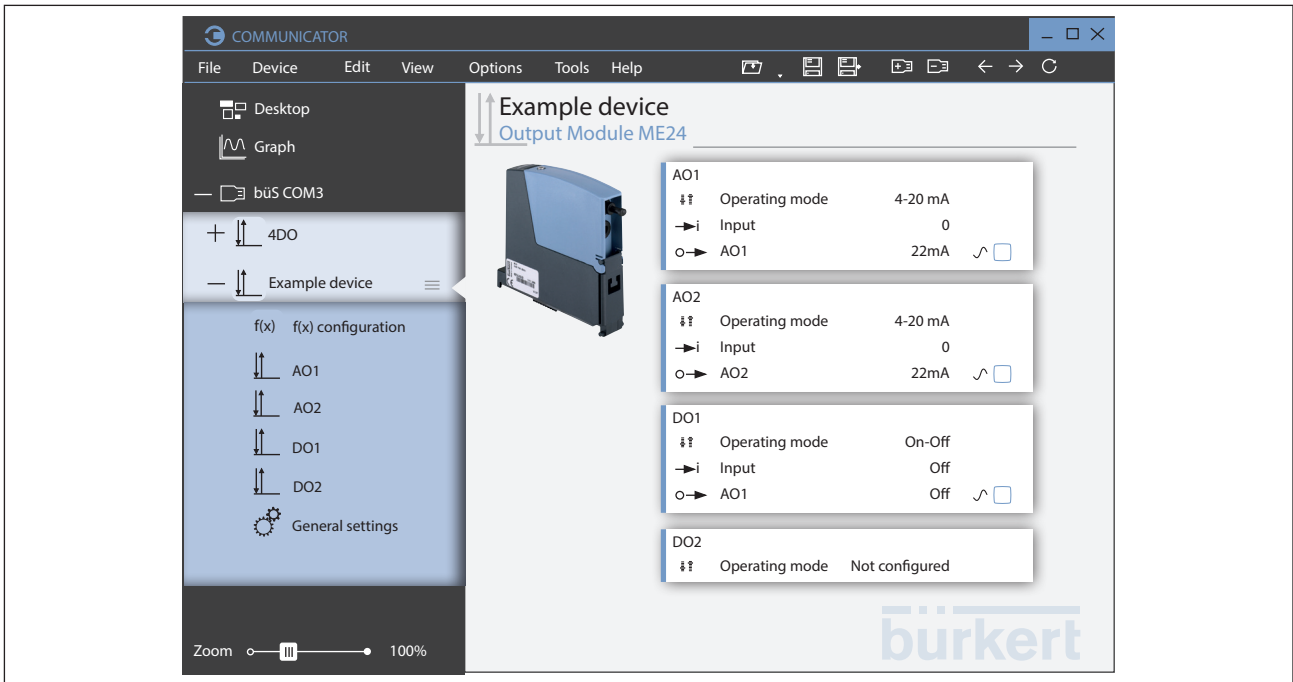 COMMUNICATOR
File Device Edit View Options Tools Help
Desktop
Graph
büS COM3
4DO
Example device
f(x) f(x) configuration
AO1
AO2
DO1
DO2
General settings
Zoom 100%
Example device
Output Module ME24
AO1
Operating mode 4-20 mA
i Input 0
AO1 22mA
AO2
Operating mode 4-20 mA
i Input 0
AO2 22mA
DO1
Operating mode On-Off
i Input Off
AO1 Off
DO2
Operating mode Not configured
bürkert